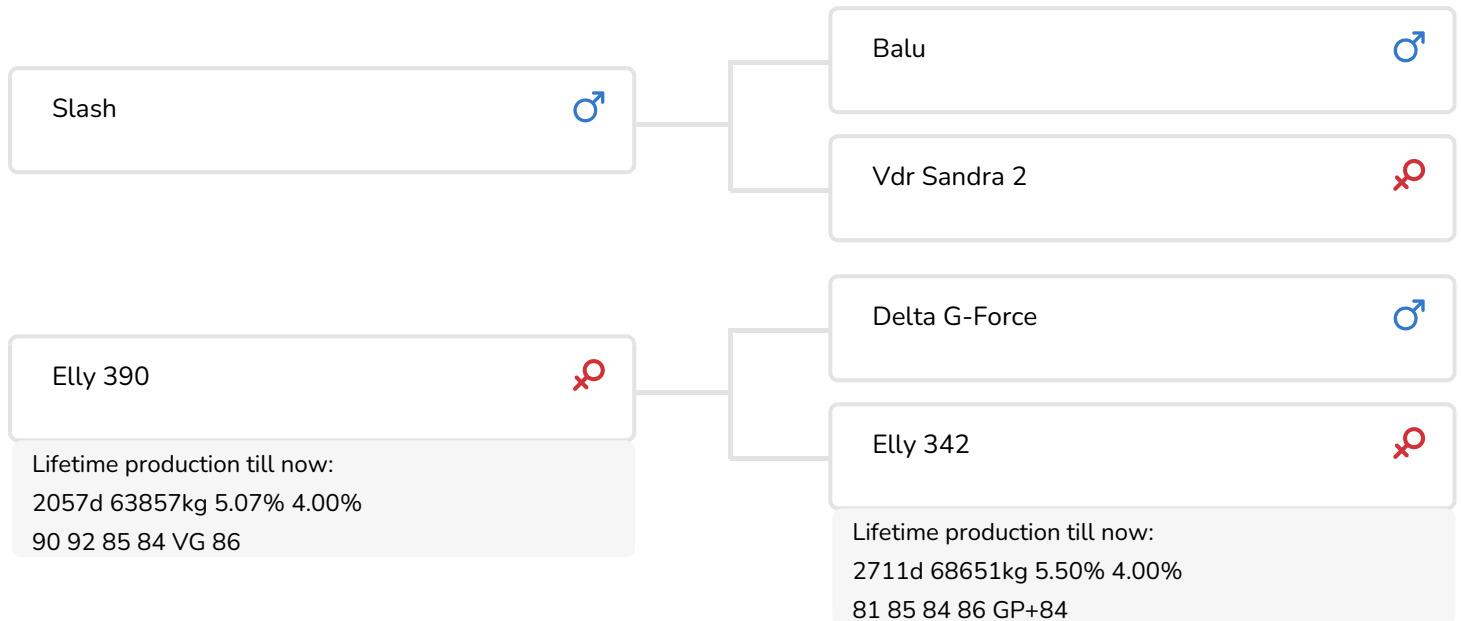 Slash
Balu
Vdr Sandra 2
Elly 390
Lifetime production till now:
2057d 63857kg 5.07% 4.00%
90 92 85 84 VG 86
Delta G-Force
Elly 342
Lifetime production till now:
2711d 68651kg 5.50% 4.00%
81 85 84 86 GP+84